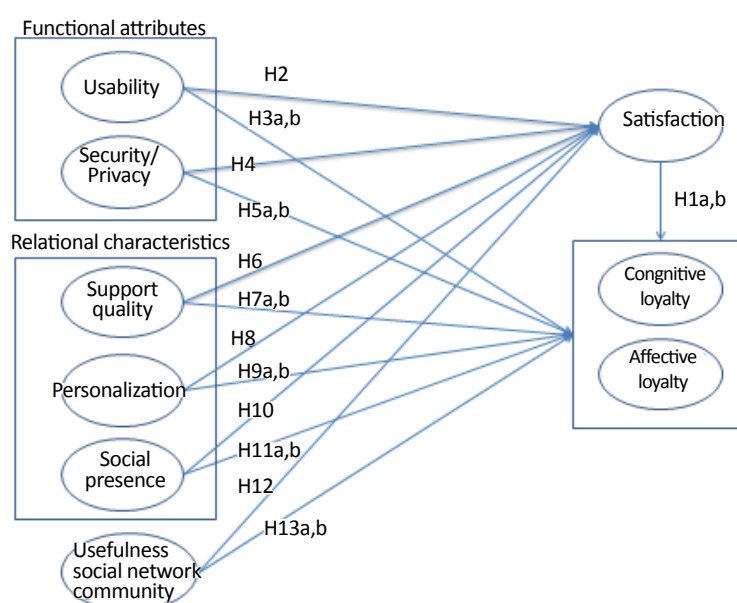 Functional attributes
Usability
Security/
Privacy
H2
H3a,b
H4
H5a,b
Satisfaction
H1a,b
Relational characteristics
Support
quality
Personalization
Social
presence
H6
H7a,b
H8
H9a,b
H10
H11a,b
H12
H13a,b
Congnitive
loyalty
Affective
loyalty
Usefulness
social network
community